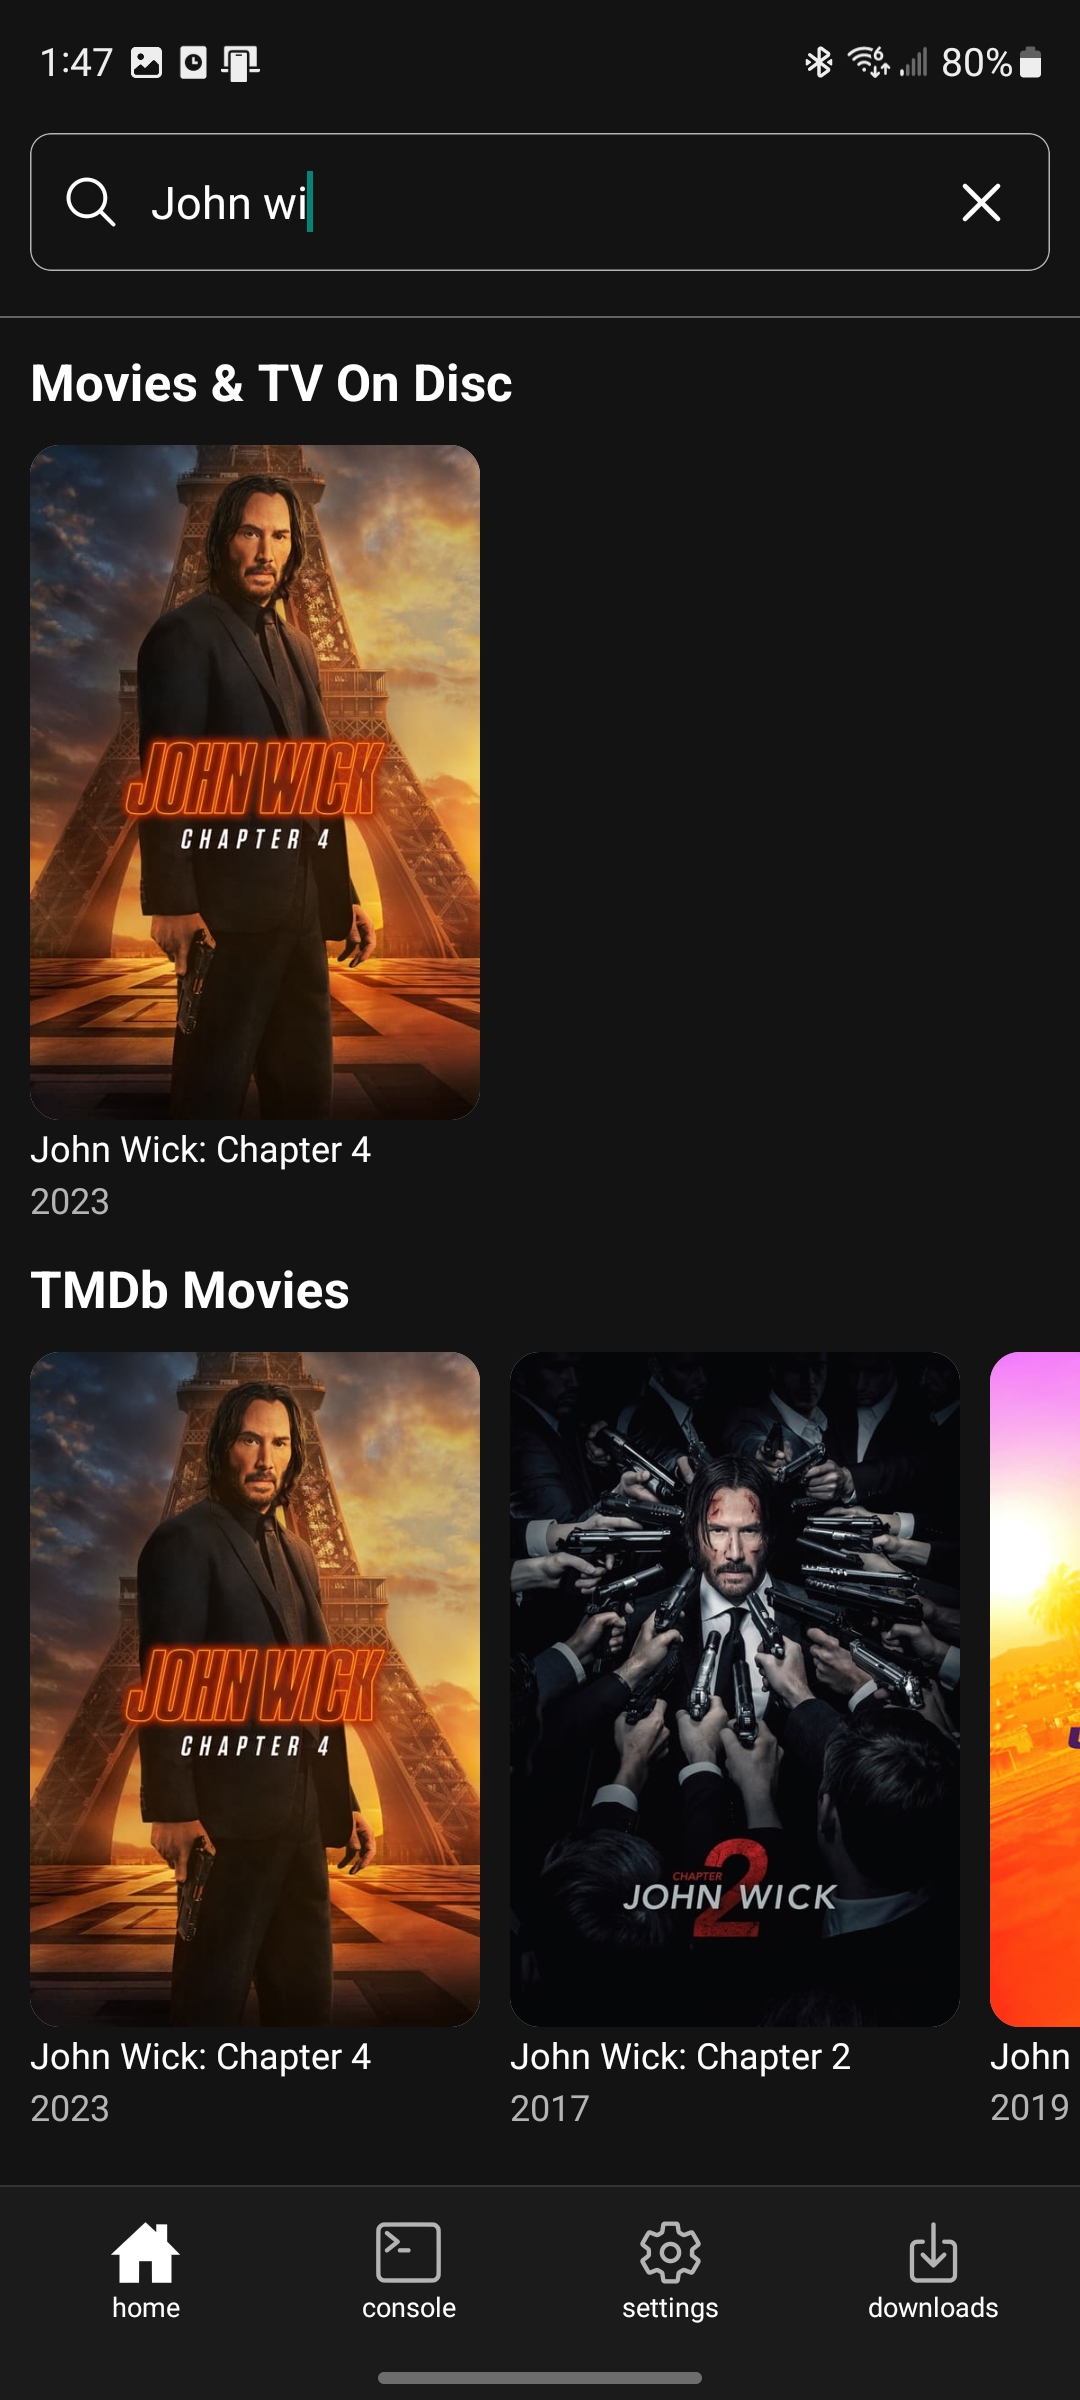 1:47
6
80%
John wi
Movies & TV On Disc
JOHN WICK
CHAPTER 4
John Wick: Chapter 4
2023
TMDb Movies
JOHN WICK
CHAPTER 4
CHAPTER
2
JOHN WICK
John Wick: Chapter 4
2023
John Wick: Chapter 2
2017
John
2019
home
console
settings
downloads